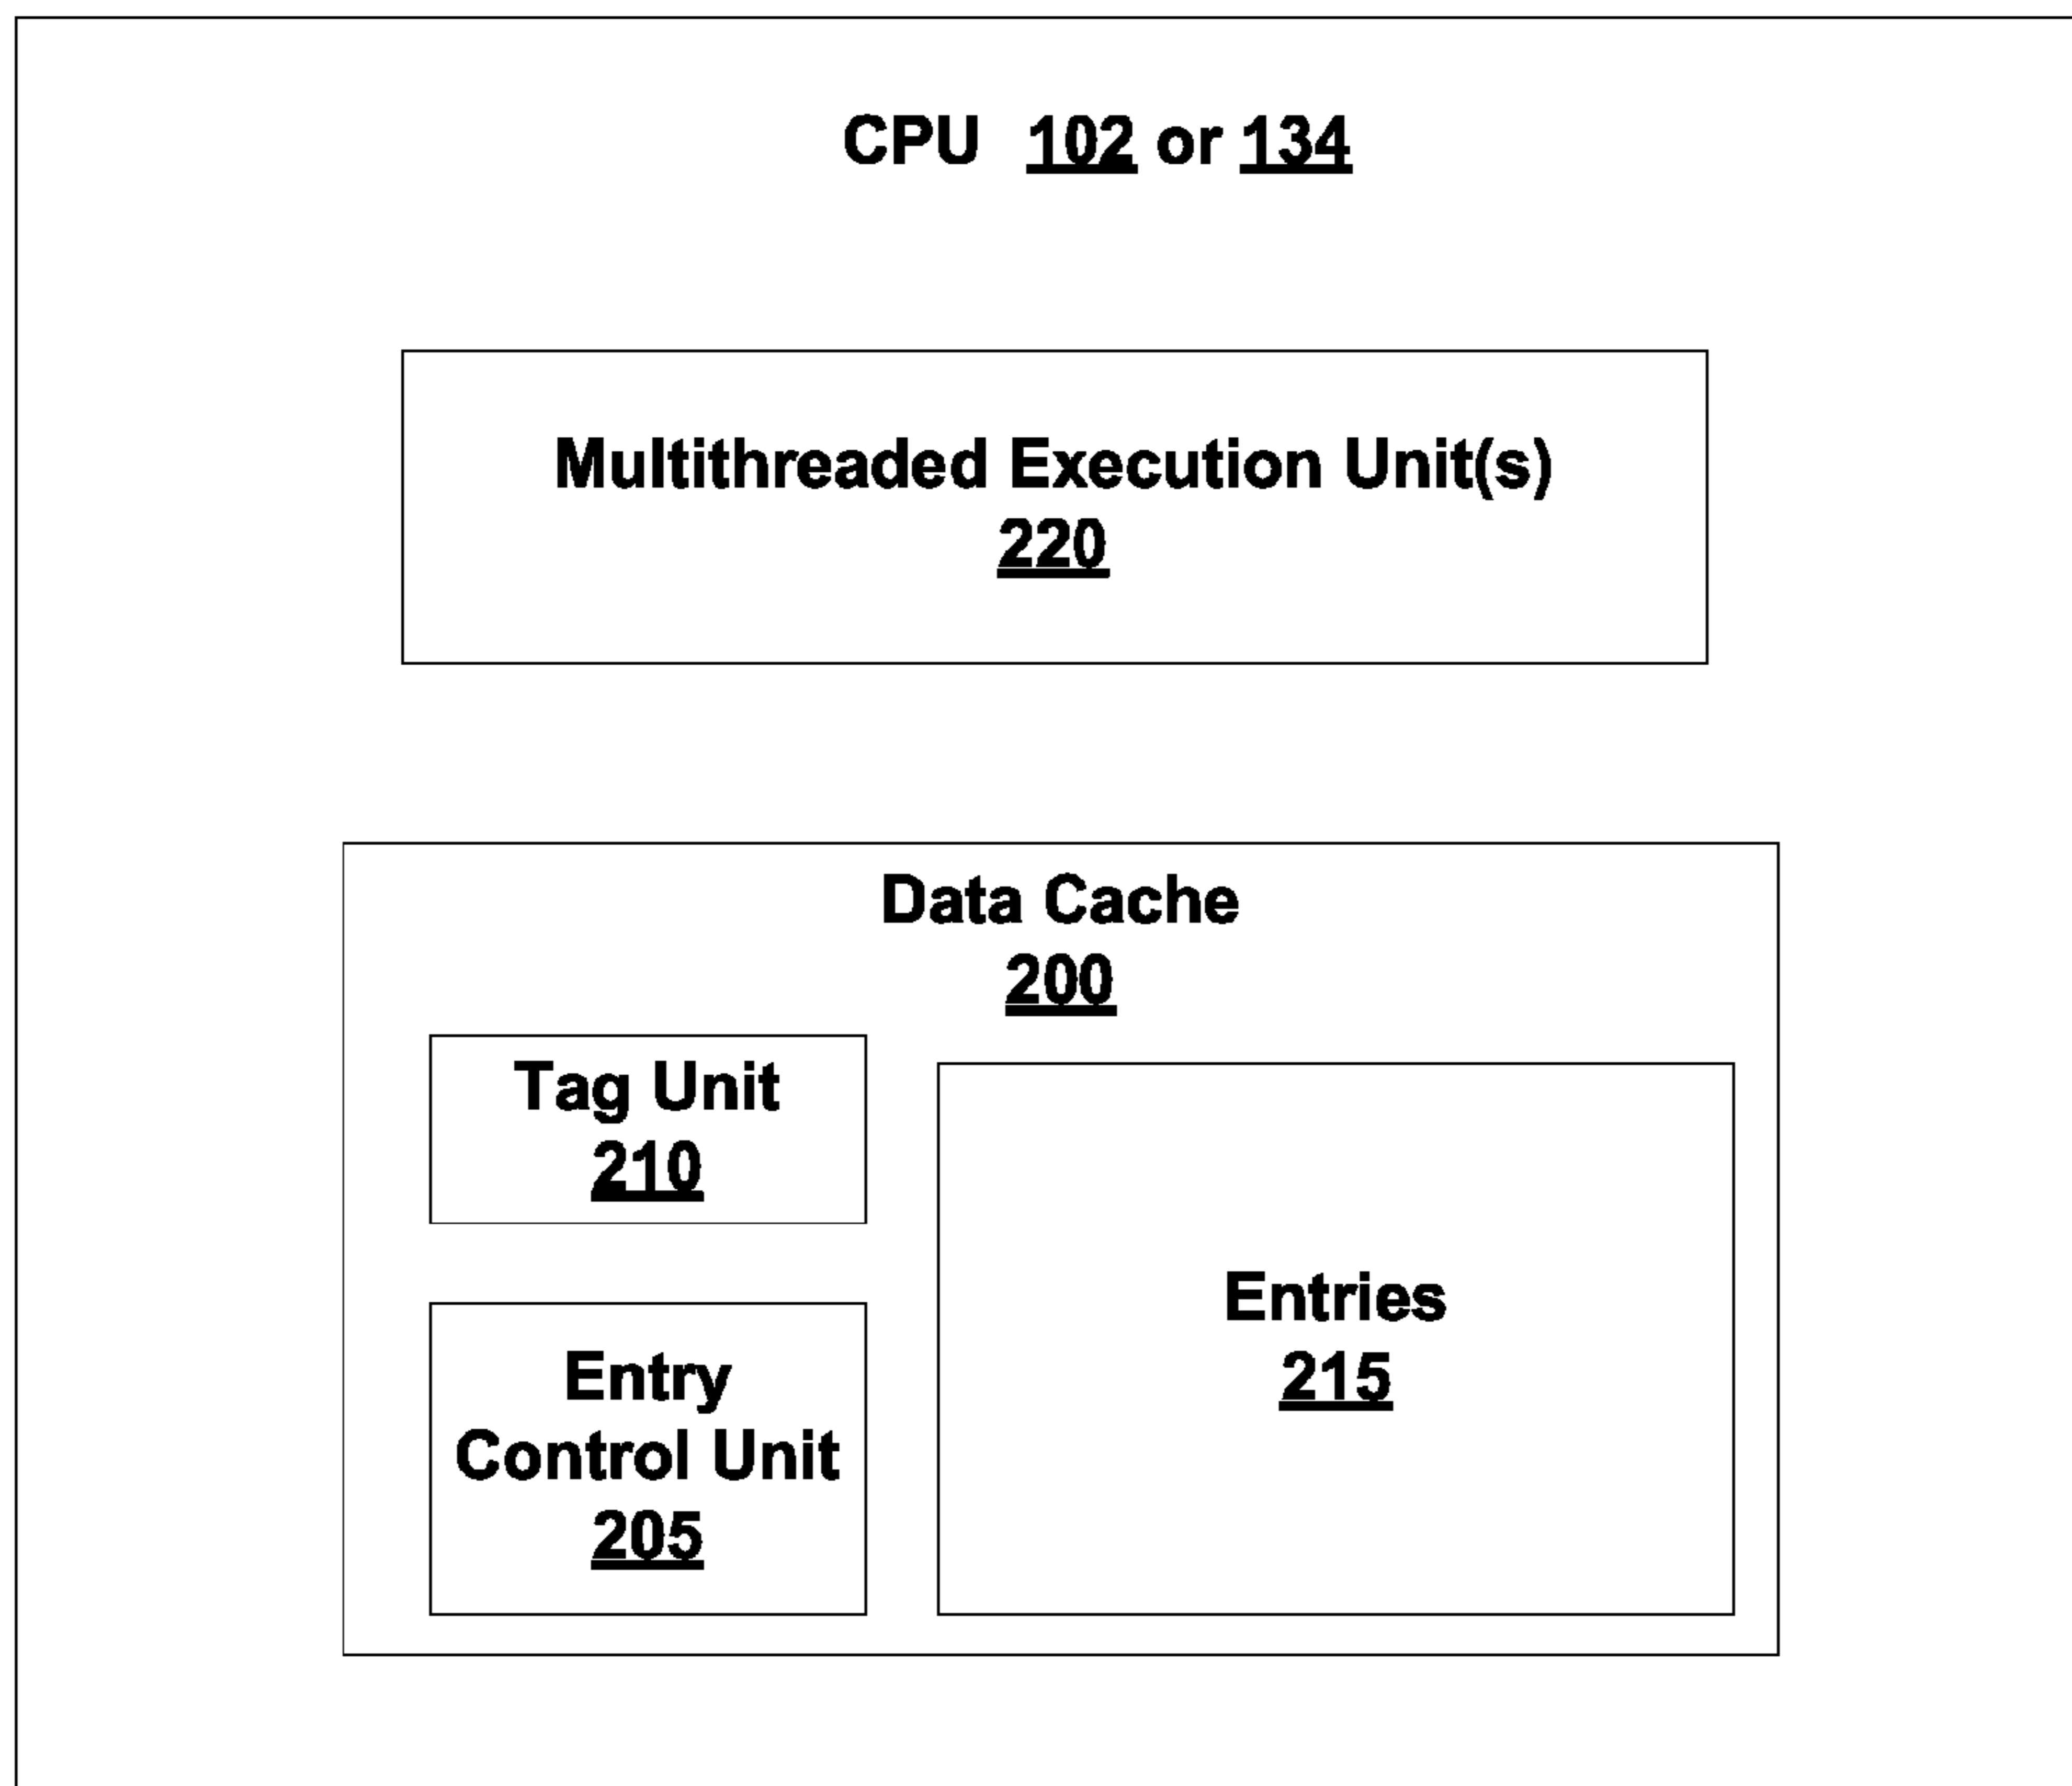 CPU 102 or 134
Multithreaded Execution Unit(s)
220
Data Cache
200
Tag Unit
210
Entry
Control Unit
205
Entries
215